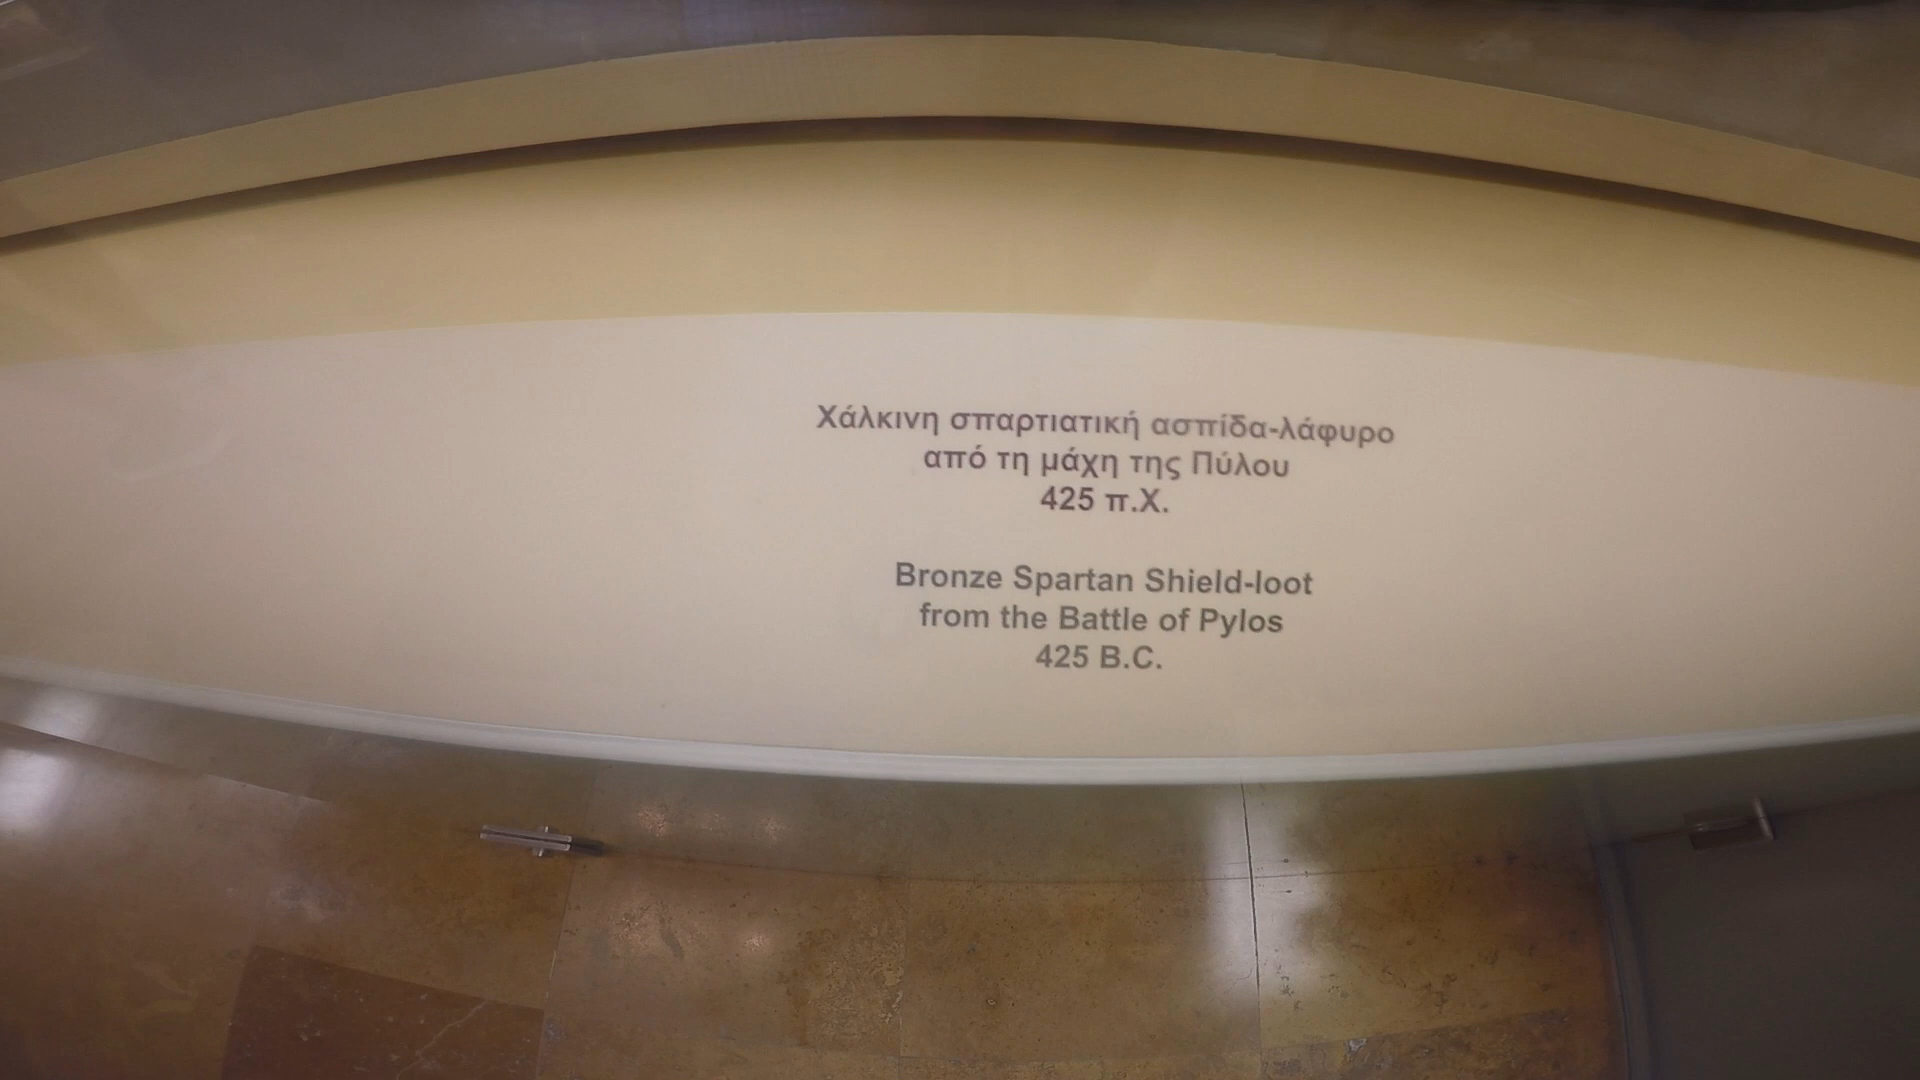 Χάλκινη σπαρτιατική ασπίδα-λάφυρο
από τη μάχη της Πύλου
425 π.Χ.
Bronze Spartan Shield-loot
from the Battle of Pylos
425 B.C.